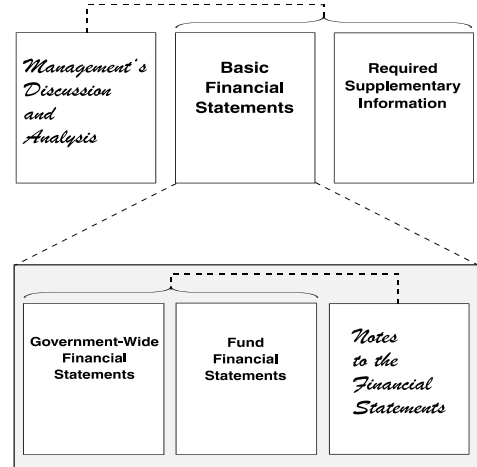 Management's
Discussion
and
Analysis
Basic
Financial
Statements
Required
Supplementary
Information
Government-Wide
Financial
Statements
Fund
Financial
Statements
Notes
to the
Financial
Statements